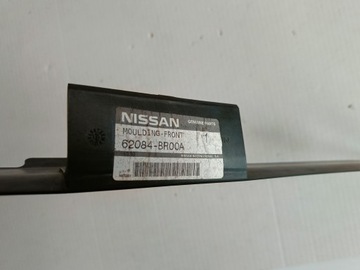 NISSAN GENUINE PARTS
MOULDING-FRONT
62084-BR00A